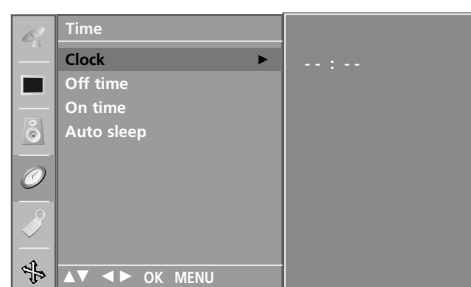 Time
Clock ►
- - : - -
Off time
On time
Auto sleep
▲▼ ◄► OK MENU